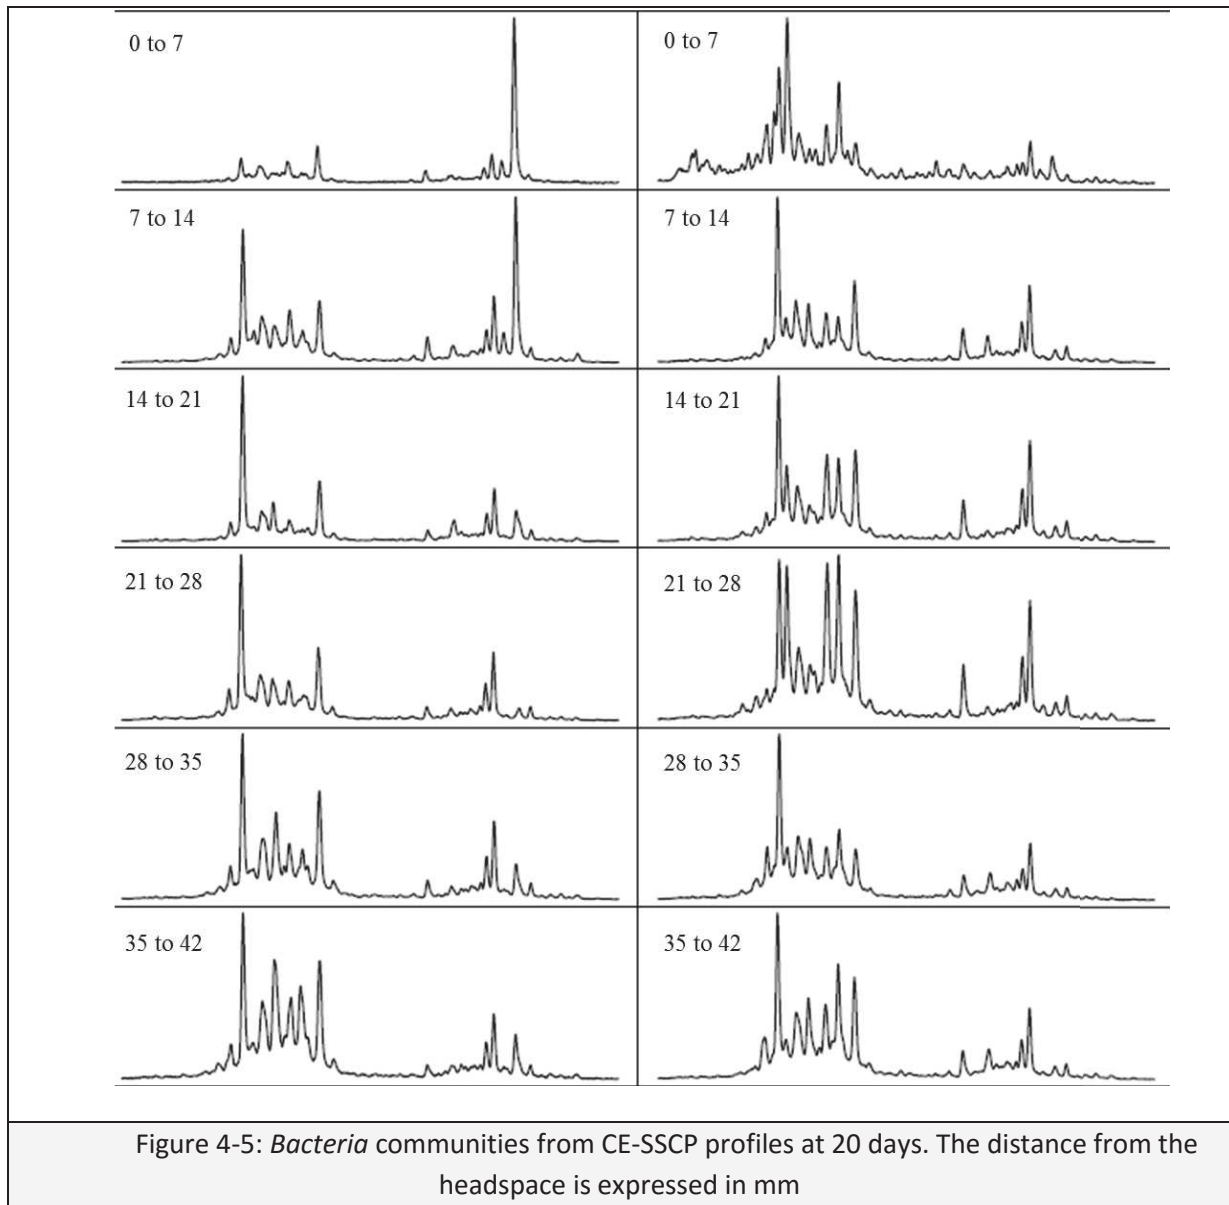 0 to 7
0 to 7
7 to 14
7 to 14
14 to 21
14 to 21
21 to 28
21 to 28
28 to 35
28 to 35
35 to 42
35 to 42
Figure 4-5: Bacteria communities from CE-SSCP profiles at 20 days. The distance from the
headspace is expressed in mm